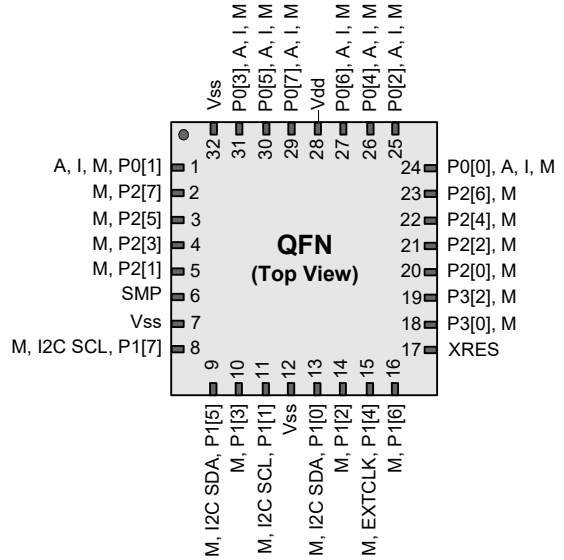 Vss
P0[3], A, I, M
P0[5], A, I, M
P0[7], A, I, M
Vdd
P0[6], A, I, M
P0[4], A, I, M
P0[2], A, I, M
32
31
30
29
28
27
26
25
A, I, M, P0[1] 1
M, P2[7] 2
M, P2[5] 3
M, P2[3] 4
M, P2[1] 5
SMP 6
Vss 7
M, I2C SCL, P1[7] 8
QFN
(Top View)
24 P0[0], A, I, M
23 P2[6], M
22 P2[4], M
21 P2[2], M
20 P2[0], M
19 P3[2], M
18 P3[0], M
17 XRES
9
10
11
12
13
14
15
16
M, I2C SDA, P1[5]
M, P1[3]
M, I2C SCL, P1[1]
Vss
M, I2C SDA, P1[0]
M, P1[2]
M, EXTCLK, P1[4]
M, P1[6]